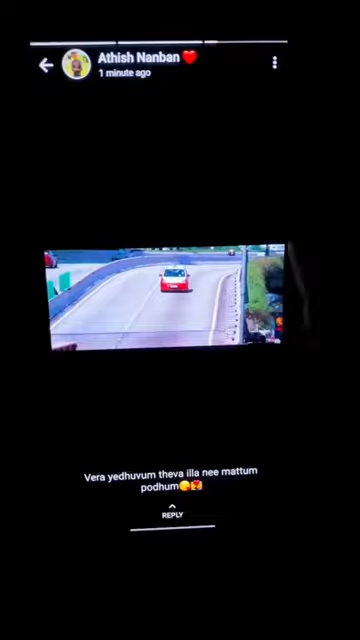 Athish Nanban❤️
1 minute ago
Vera yedhuvum theva illa nee mattum
podhum😘😍
REPLY